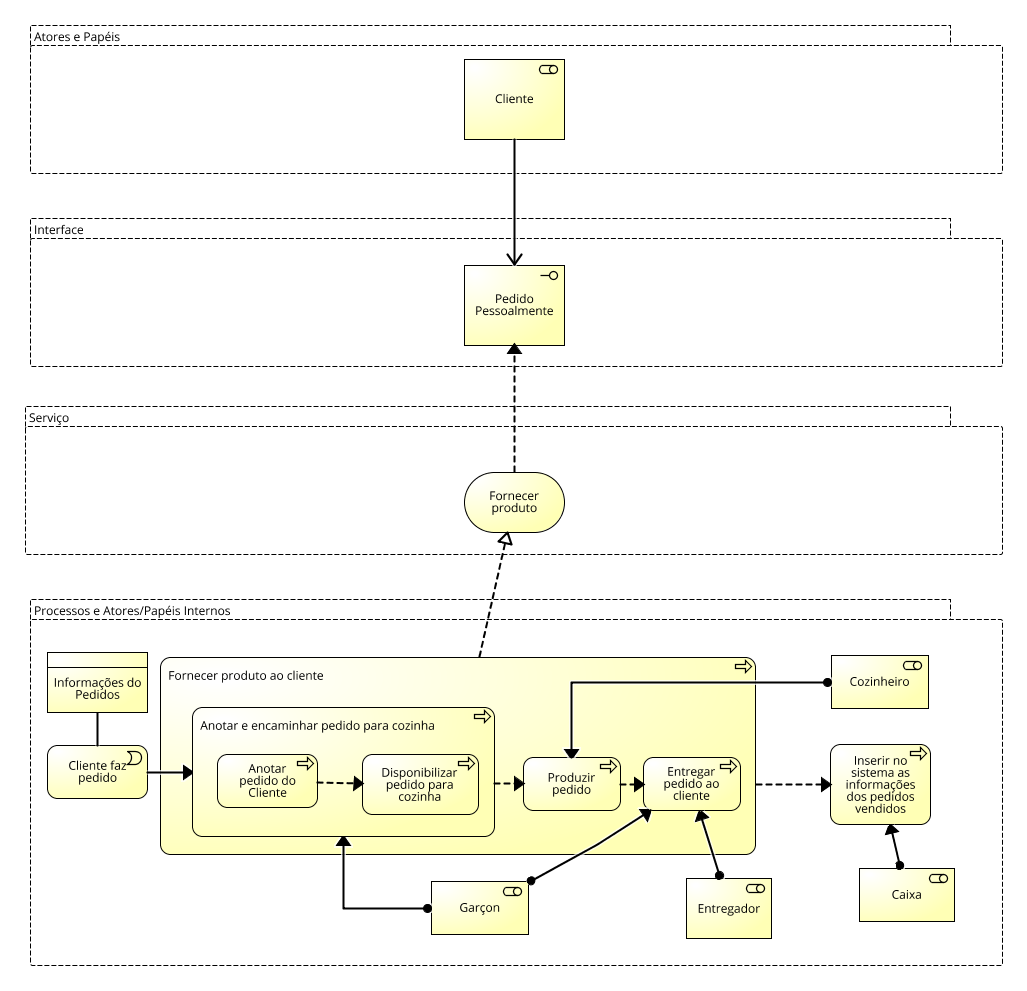 Atores e Papéis
Cliente
Interface
Pedido
Pessoalmente
Serviço
Fornecer
produto
Processos e Atores/Papéis Internos
Informações do
Pedidos
Cliente faz
pedido
Fornecer produto ao cliente
Anotar e encaminhar pedido para cozinha
Anotar
pedido do
Cliente
Disponibilizar
pedido para
cozinha
Produzir
pedido
Entregar
pedido ao
cliente
Cozinheiro
Inserir no
sistema as
informações
dos pedidos
vendidos
Garçon
Entregador
Caixa